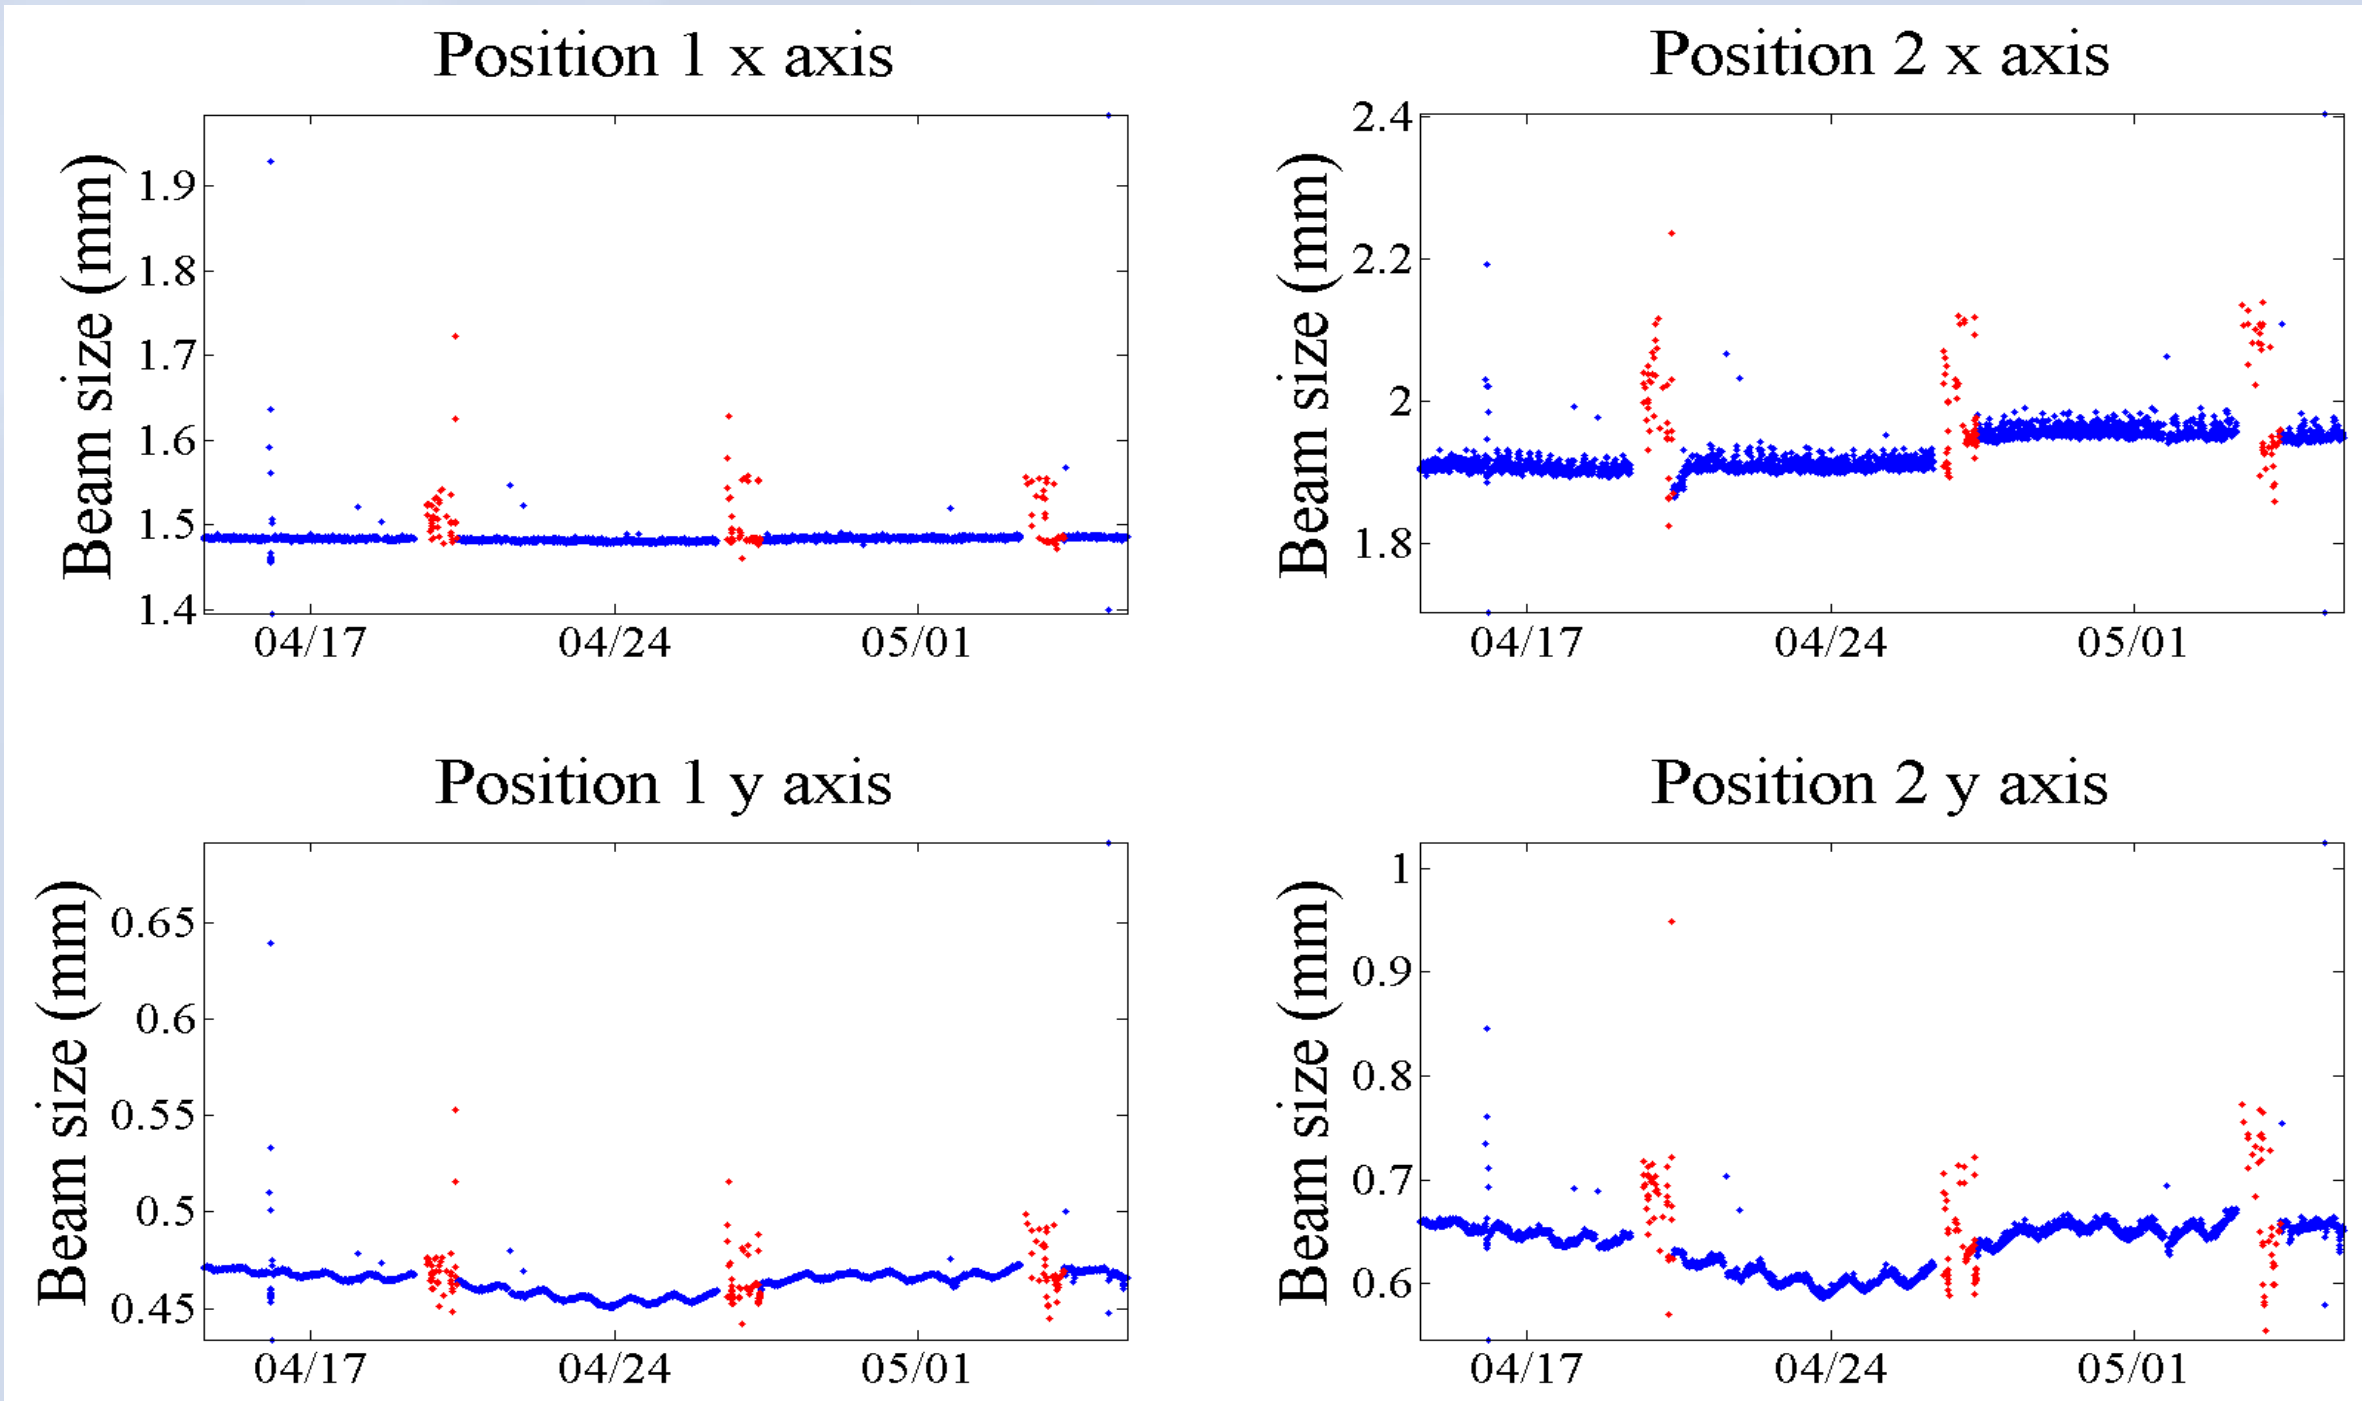 Position 1 x axis
Beam size (mm)
1.9
1.8
1.7
1.6
1.5
1.4
04/17 04/24 05/01
Position 2 x axis
Beam size (mm)
2.4
2.2
2
1.8
04/17 04/24 05/01
Position 1 y axis
Beam size (mm)
0.65
0.6
0.55
0.5
0.45
04/17 04/24 05/01
Position 2 y axis
Beam size (mm)
1
0.9
0.8
0.7
0.6
04/17 04/24 05/01